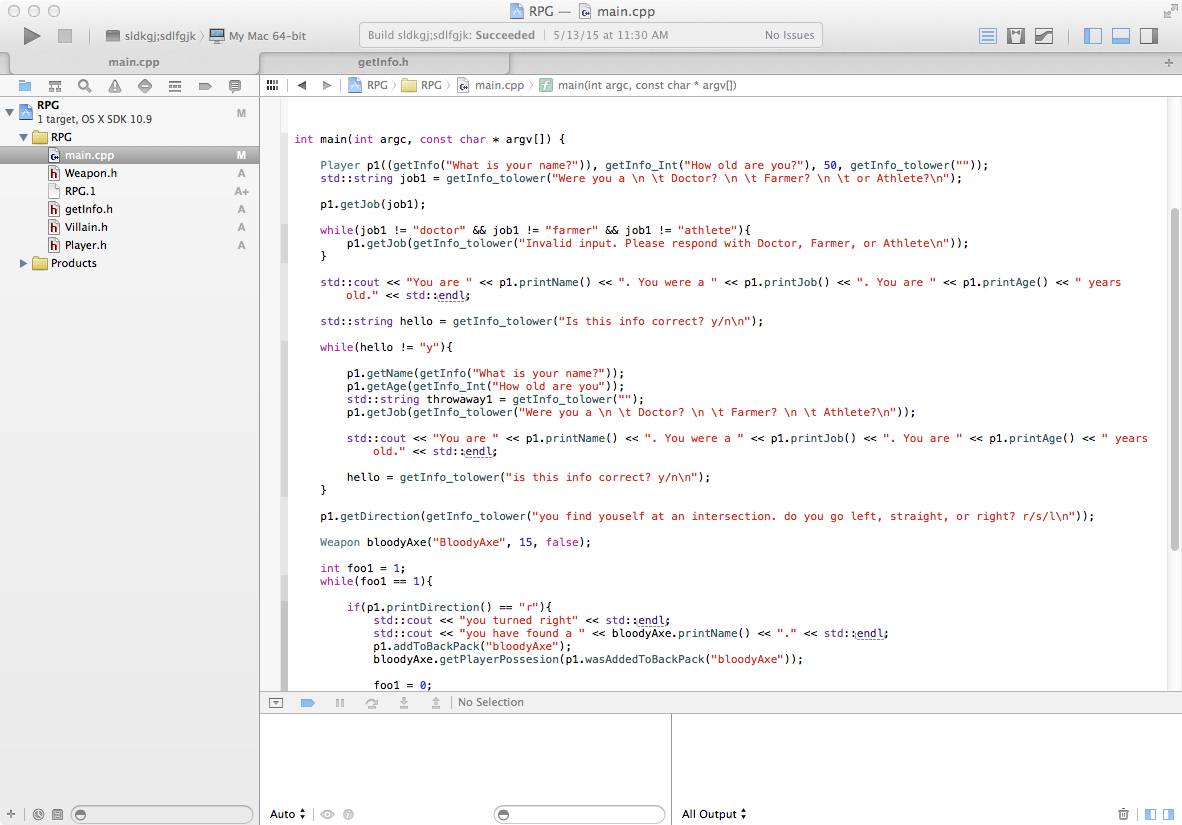 RPG — main.cpp
sldkgj;sdlfgjk My Mac 64-bit
Build sldkgj;sdlfgjk: Succeeded 5/13/15 at 11:30 AM No Issues
main.cpp getInfo.h
RPG RPG main.cpp main(int argc, const char * argv[])
RPG
1 target, OS X SDK 10.9 M
RPG
main.cpp M
Weapon.h A
RPG.1 A+
getInfo.h A
Villain.h A
Player.h A
Products
int main(int argc, const char * argv[]) {
Player p1((getInfo("What is your name?")), getInfo_Int("How old are you?"), 50, getInfo_tolower(""));
std::string job1 = getInfo_tolower("Were you a \n \t Doctor? \n \t Farmer? \n \t or Athlete?\n");
p1.getJob(job1);
while(job1 != "doctor" && job1 != "farmer" && job1 != "athlete"){
p1.getJob(getInfo_tolower("Invalid input. Please respond with Doctor, Farmer, or Athlete\n"));
}
std::cout << "You are " << p1.printName() << ". You were a " << p1.printJob() << ". You are " << p1.printAge() << " years
old." << std::endl;
std::string hello = getInfo_tolower("Is this info correct? y/n\n");
while(hello != "y"){
p1.getName(getInfo("What is your name?"));
p1.getAge(getInfo_Int("How old are you"));
std::string throwaway1 = getInfo_tolower("");
p1.getJob(getInfo_tolower("Were you a \n \t Doctor? \n \t Farmer? \n \t Athlete?\n"));
std::cout << "You are " << p1.printName() << ". You were a " << p1.printJob() << ". You are " << p1.printAge() << " years
old." << std::endl;
hello = getInfo_tolower("is this info correct? y/n\n");
}
p1.getDirection(getInfo_tolower("you find youself at an intersection. do you go left, straight, or right? r/s/l\n"));
Weapon bloodyAxe("BloodyAxe", 15, false);
int foo1 = 1;
while(foo1 == 1){
if(p1.printDirection() == "r"){
std::cout << "you turned right" << std::endl;
std::cout << "you have found a " << bloodyAxe.printName() << "." << std::endl;
p1.addToBackPack("bloodyAxe");
bloodyAxe.getPlayerPossesion(p1.wasAddedToBackPack("bloodyAxe"));
foo1 = 0;
No Selection
Auto All Output